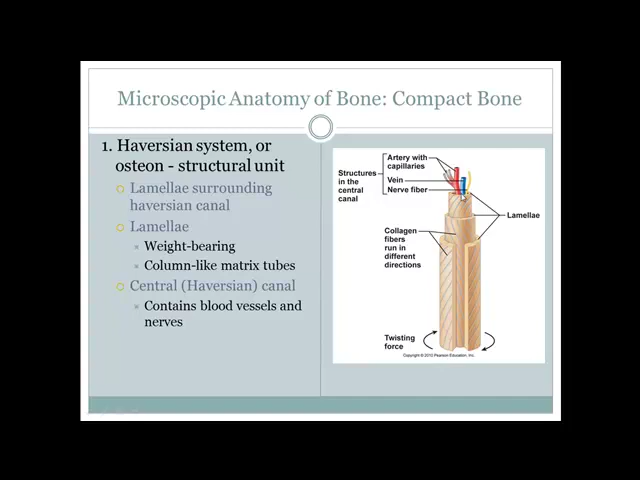 Microscopic Anatomy of Bone: Compact Bone
1. Haversian system, or
osteon - structural unit
Lamellae surrounding
haversian canal
Lamellae
Weight-bearing
Column-like matrix tubes
Central (Haversian) canal
Contains blood vessels and
nerves
Structures
in the
central
canal
Artery with
capillaries
Vein
Nerve fiber
Lamellae
Collagen
fibers
run in
different
directions
Twisting
force
Copyright © 2010 Pearson Education, Inc.